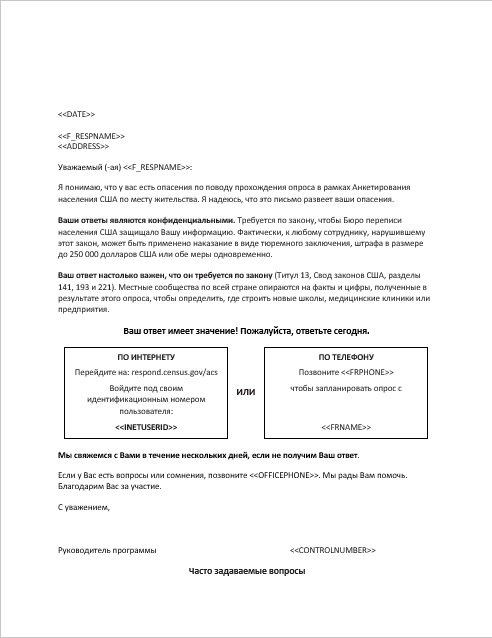 <<DATE>>
<<F_RESPNAME>>
<<ADDRESS>>
Уважаемый (-ая) <<F_RESPNAME>>:
Я понимаю, что у вас есть опасения по поводу прохождения опроса в рамках Анкетирования
населения США по месту жительства. Я надеюсь, что это письмо развеет ваши опасения.
Ваши ответы являются конфиденциальными. Требуется по закону, чтобы Бюро переписи
населения США защищало Вашу информацию. Фактически, к любому сотруднику, нарушившему
этот закон, может быть применено наказание в виде тюремного заключения, штрафа в размере
до 250 000 долларов США или обе меры одновременно.
Ваш ответ настолько важен, что он требуется по закону (Титул 13, Свод законов США, разделы
141, 193 и 221). Местные сообщества по всей стране опираются на факты и цифры, полученные в
результате этого опроса, чтобы определить, где строить новые школы, медицинские клиники или
предприятия.
Ваш ответ имеет значение! Пожалуйста, ответьте сегодня.
ПО ИНТЕРНЕТУ
Перейдите на: respond.census.gov/acs
Войдите под своим
идентификационным номером
пользователя:
<<INETUSERID>>
ИЛИ
ПО ТЕЛЕФОНУ
Позвоните <<FRPHONE>>
чтобы запланировать опрос с
<<FRNAME>>
Мы свяжемся с Вами в течение нескольких дней, если не получим Ваш ответ.
Если у Вас есть вопросы или сомнения, позвоните <<OFFICEPHONE>>. Мы рады Вам помочь.
Благодарим Вас за участие.
С уважением,
Руководитель программы <<CONTROLNUMBER>>
Часто задаваемые вопросы